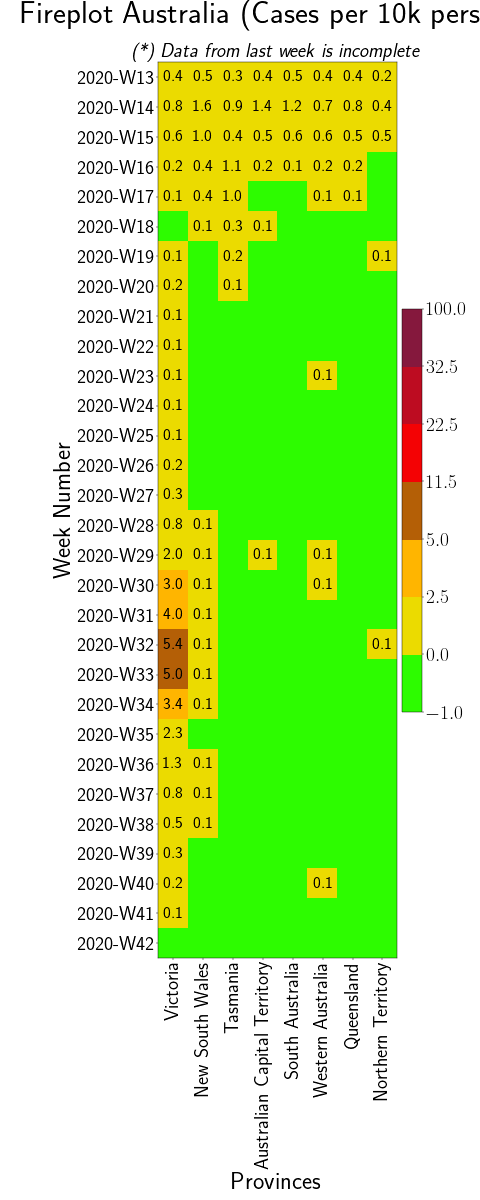 Fireplot Australia (Cases per 10k pers
(*) Data from last week is incomplete
2020-W13 0.4 0.5 0.3 0.4 0.5 0.4 0.4 0.2
2020-W14 0.8 1.6 0.9 1.4 1.2 0.7 0.8 0.4
2020-W15 0.6 1.0 0.4 0.5 0.6 0.6 0.5 0.5
2020-W16 0.2 0.4 1.1 0.2 0.1 0.2 0.2
2020-W17 0.1 0.4 1.0 0.1 0.1
2020-W18 0.1 0.3 0.1
2020-W19 0.1 0.2 0.1
2020-W20 0.2 0.1
2020-W21 0.1
2020-W22 0.1
2020-W23 0.1 0.1
2020-W24 0.1
2020-W25 0.1
2020-W26 0.2
2020-W27 0.3
2020-W28 0.8 0.1
2020-W29 2.0 0.1 0.1 0.1
2020-W30 3.0 0.1 0.1
2020-W31 4.0 0.1
2020-W32 5.4 0.1 0.1
2020-W33 5.0 0.1
2020-W34 3.4 0.1
2020-W35 2.3
2020-W36 1.3 0.1
2020-W37 0.8 0.1
2020-W38 0.5 0.1
2020-W39 0.3
2020-W40 0.2 0.1
2020-W41 0.1
2020-W42
Week Number
100.0
32.5
22.5
11.5
5.0
2.5
0.0
−1.0
Victoria
New South Wales
Tasmania
Australian Capital Territory
South Australia
Western Australia
Queensland
Northern Territory
Provinces